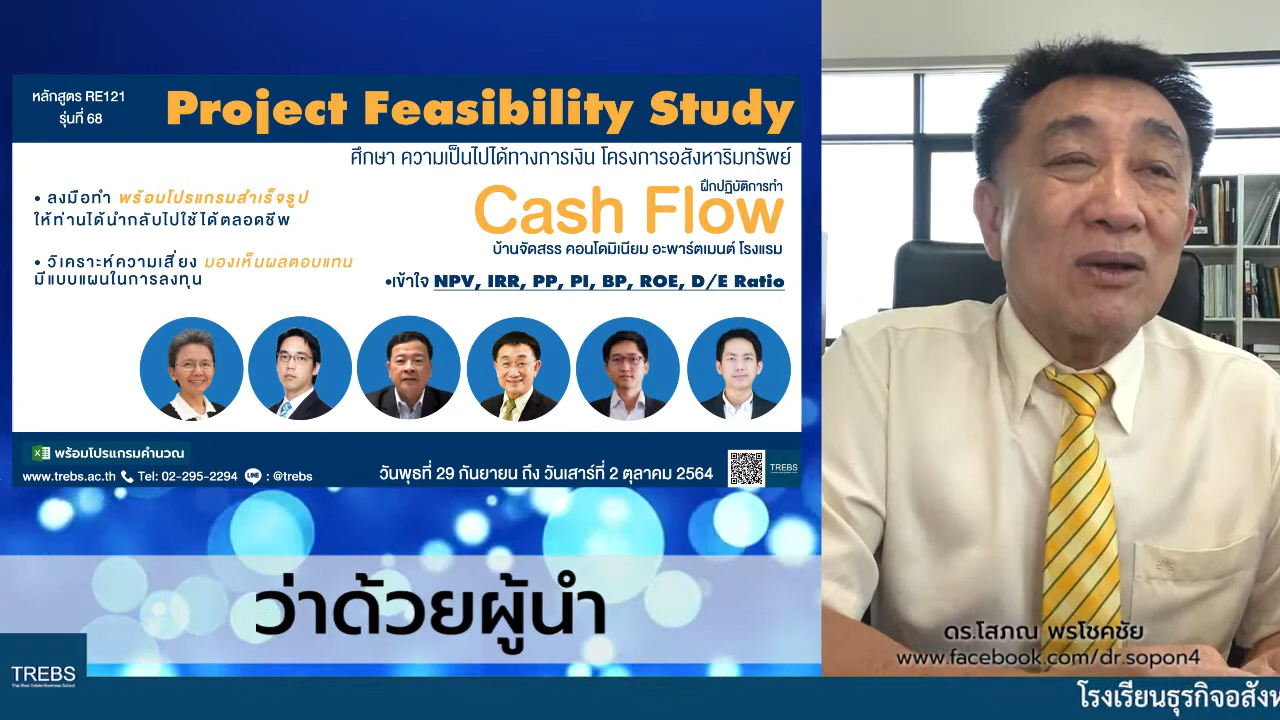 หลักสูตร RE121
รุ่นที่ 68
Project Feasibility Study
ศึกษา ความเป็นไปได้ทางการเงิน โครงการอสังหาริมทรัพย์
• ลงมือทำ พร้อมโปรแกรมสำเร็จรูป
ให้ท่านได้นำกลับไปใช้ได้ตลอดชีพ
• วิเคราะห์ความเสี่ยง มองเห็นผลตอบแทน
มีแบบแผนในการลงทุน
ฝึกปฏิบัติการทำ
Cash Flow
บ้านจัดสรร คอนโดมิเนียม อะพาร์ตเมนต์ โรงแรม
•เข้าใจ NPV, IRR, PP, PI, BP, ROE, D/E Ratio
พร้อมโปรแกรมคำนวณ
www.trebs.ac.th Tel: 02-295-2294 LINE : @trebs
วันพุธที่ 29 กันยายน ถึง วันเสาร์ที่ 2 ตุลาคม 2564
TREBS
ว่าด้วยผู้นำ
TREBS
Thai Real Estate Business School
ดร.โสภณ พรโชคชัย
www.facebook.com/dr.sopon4
โรงเรียนธุรกิจอสังห